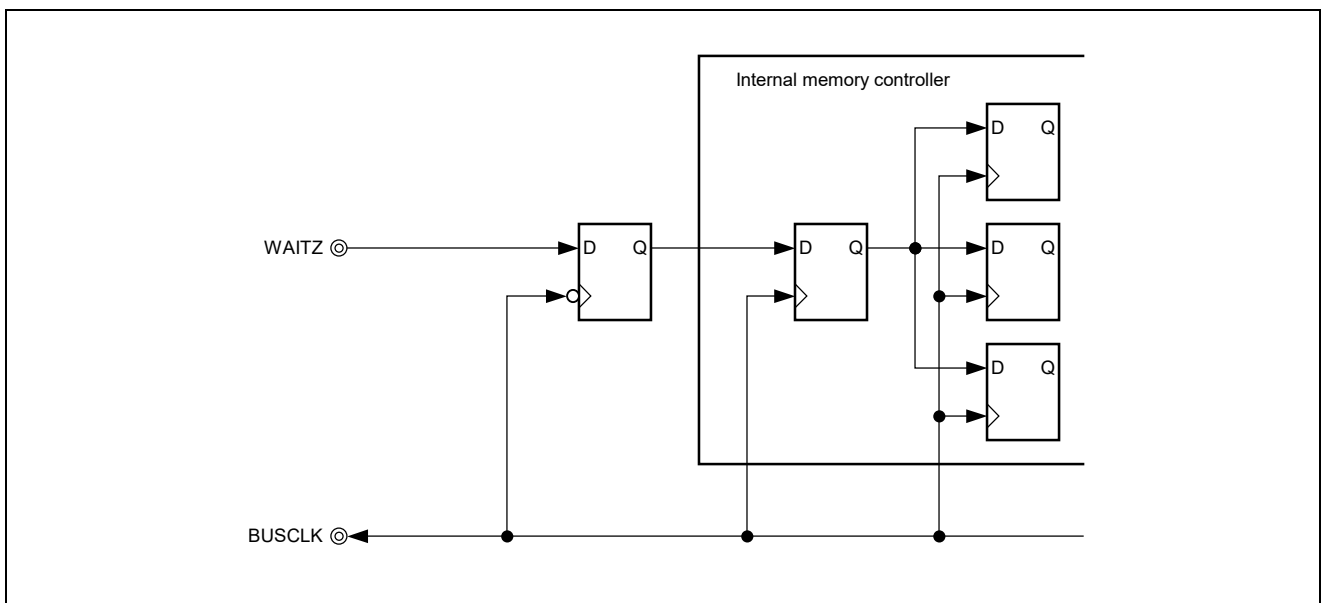 Internal memory controller
D Q
WAITZ D Q D Q D Q
D Q
BUSCLK